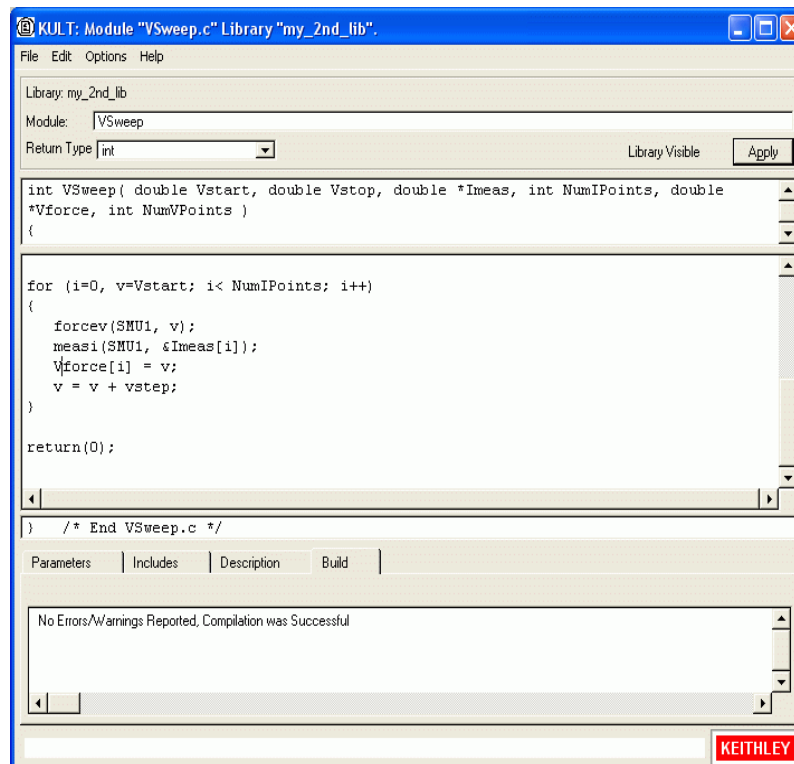 KULT: Module "VSweep.c" Library "my_2nd_lib".
File Edit Options Help
Library: my_2nd_lib
Module: VSweep
Return Type int Library Visible Apply
int VSweep( double Vstart, double Vstop, double *Imeas, int NumIPoints, double
*Vforce, int NumVPoints )
{
for (i=0, v=Vstart; i< NumIPoints; i++)
{
forcev(SMU1, v);
measi(SMU1, &Imeas[i]);
Vforce[i] = v;
v = v + vstep;
}
return(0);
} /* End VSweep.c */
Parameters Includes Description Build
No Errors/Warnings Reported, Compilation was Successful
KEITHLEY